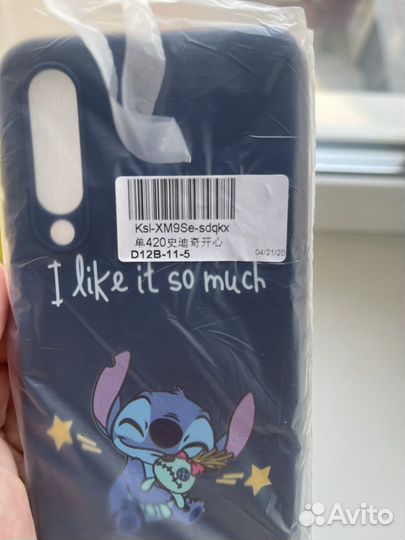 Ksl-XM9Se-sdqkx
单420史迪奇开心
D12B-11-5
04/21/20
I like it so much
Avito